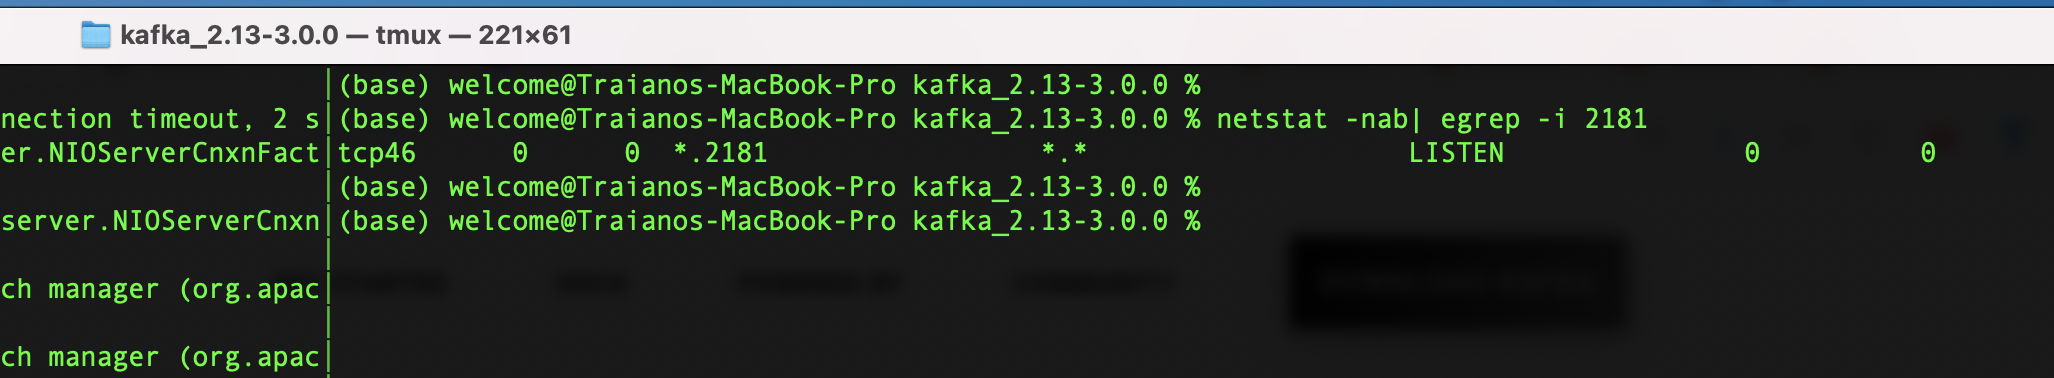 kafka_2.13-3.0.0 — tmux — 221×61
(base) welcome@Traianos-MacBook-Pro kafka_2.13-3.0.0 %
nection timeout, 2 s|(base) welcome@Traianos-MacBook-Pro kafka_2.13-3.0.0 % netstat -nab| egrep -i 2181
er.NIOServerCnxnFact|tcp46 0 0 *.2181 *.* LISTEN 0 0
(base) welcome@Traianos-MacBook-Pro kafka_2.13-3.0.0 %
server.NIOServerCnxn|(base) welcome@Traianos-MacBook-Pro kafka_2.13-3.0.0 %
ch manager (org.apac
ch manager (org.apac